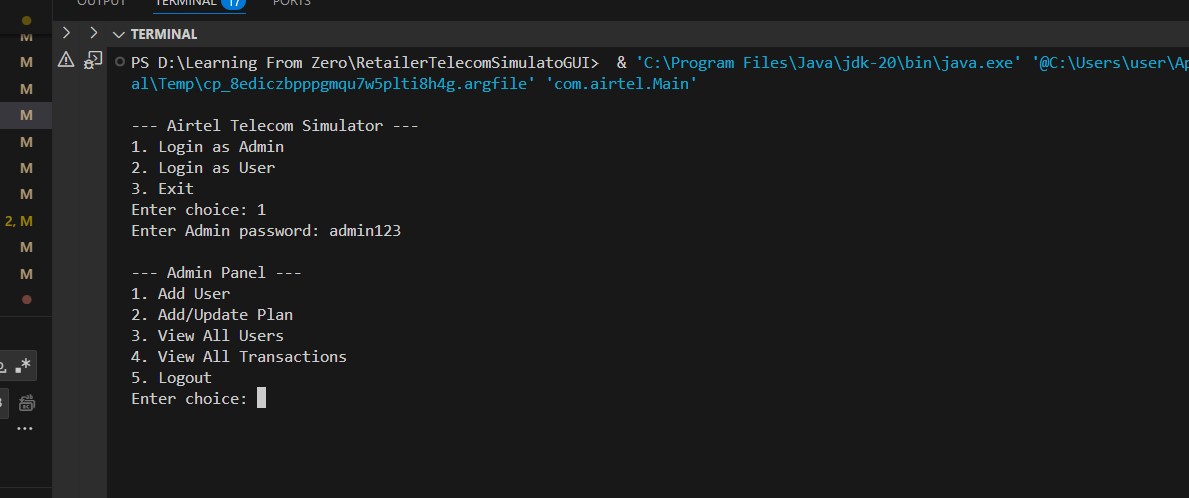 OUTPUT TERMINAL 17 PORTS
TERMINAL
PS D:\Learning From Zero\RetailerTelecomSimulatoGUI>  & 'C:\Program Files\Java\jdk-20\bin\java.exe' '@C:\Users\user\Ap
al\Temp\cp_8ediczbpppgmqu7w5plti8h4g.argfile' 'com.airtel.Main'
--- Airtel Telecom Simulator ---
1. Login as Admin
2. Login as User
3. Exit
Enter choice: 1
Enter Admin password: admin123
--- Admin Panel ---
1. Add User
2. Add/Update Plan
3. View All Users
4. View All Transactions
5. Logout
Enter choice:
M
M
M
M
M
M
M
2, M
M
M